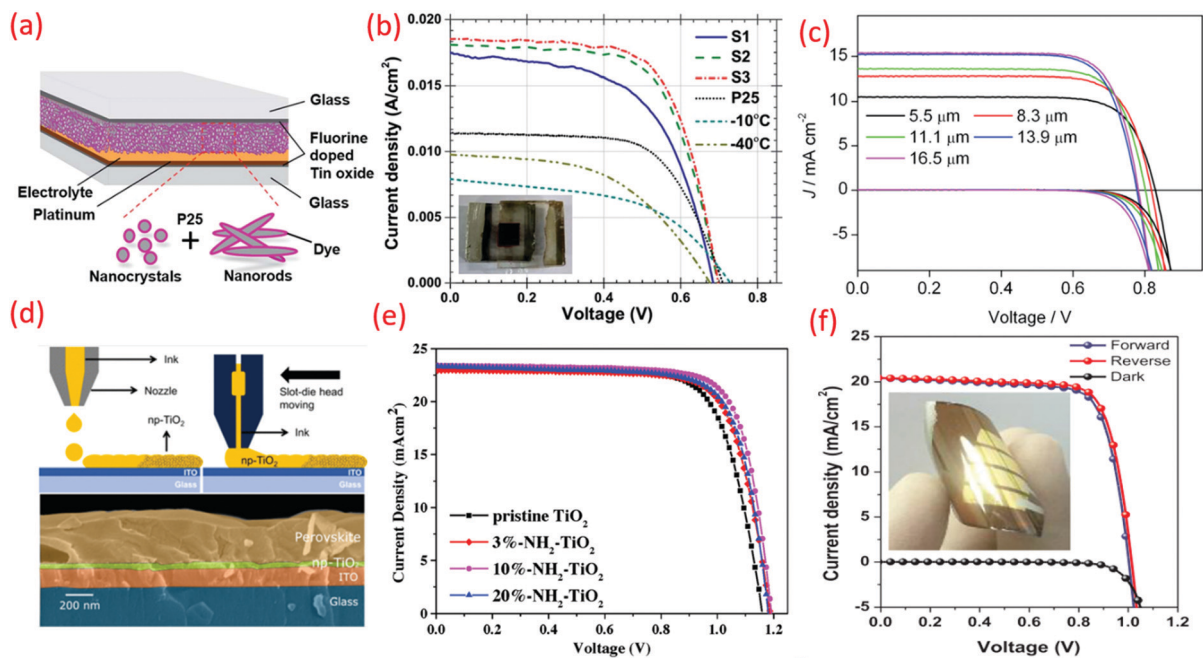 (a)
Glass
Fluorine
doped
Tin oxide
Electrolyte
Platinum
Glass
P25
+
Dye
Nanocrystals
Nanorods
(b)
0.020
0.015
0.010
0.005
0.000
Current density (A/cm²)
S1
S2
S3
P25
-10°C
-40°C
0.0 0.2 0.4 0.6 0.8
Voltage (V)
(c)
15
10
5
0
-5
J / mA cm⁻²
5.5 μm 8.3 μm
11.1 μm 13.9 μm
16.5 μm
0.0 0.2 0.4 0.6 0.8
Voltage / V
(d)
Ink
Nozzle
np-TiO₂
Slot-die head
moving
Ink
np-TiO₂
ITO
Glass
ITO
Glass
Perovskite
np-TiO₂
ITO
200 nm
Glass
(e)
25
20
15
10
5
0
Current Density (mAcm²)
pristine TiO₂
3%-NH₂-TiO₂
10%-NH₂-TiO₂
20%-NH₂-TiO₂
0.0 0.2 0.4 0.6 0.8 1.0 1.2
Voltage (V)
(f)
25
20
15
10
5
0
-5
Current density (mA/cm²)
Forward
Reverse
Dark
0.0 0.2 0.4 0.6 0.8 1.0 1.2
Voltage (V)